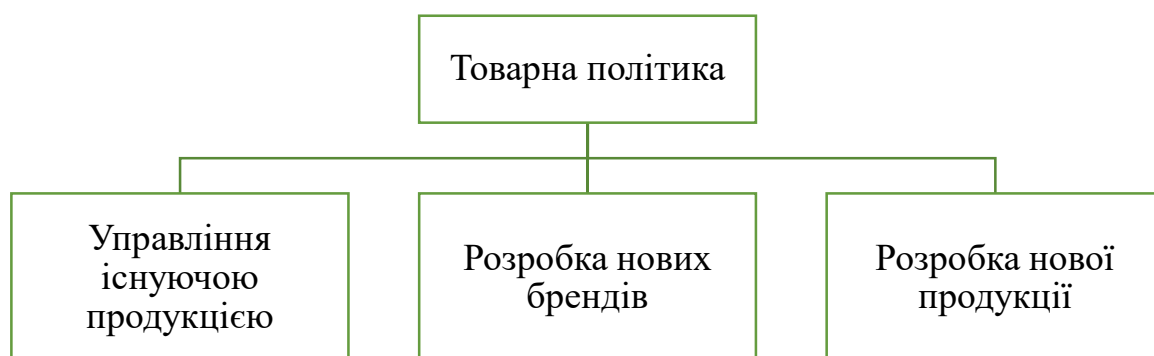 Товарна політика
Управління
існуючою
продукцією
Розробка нових
брендів
Розробка нової
продукції